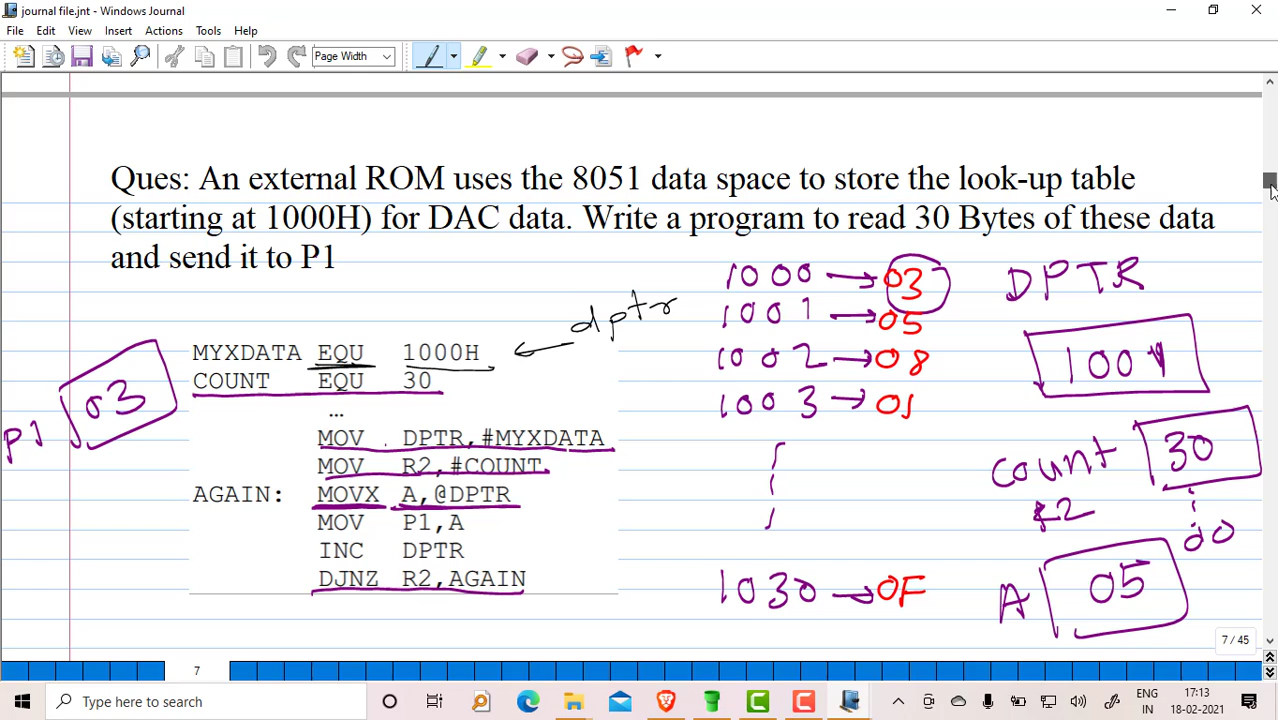 journal file.jnt - Windows Journal
File Edit View Insert Actions Tools Help
Page Width
Ques: An external ROM uses the 8051 data space to store the look-up table
(starting at 1000H) for DAC data. Write a program to read 30 Bytes of these data
and send it to P1
1000 → 03
DPTR
1001 → 05
dptr
MYXDATA EQU 1000H
1002 → 08
1001
COUNT EQU 30
03
1003 → 01
P1
...
MOV DPTR,#MYXDATA
count 30
MOV R2,#COUNT
AGAIN: MOVX A,@DPTR
R2
MOV P1,A
00
INC DPTR
DJNZ R2,AGAIN
1030 → 0F
A 05
7 / 45
7
Type here to search
ENG
IN
17:13
18-02-2021